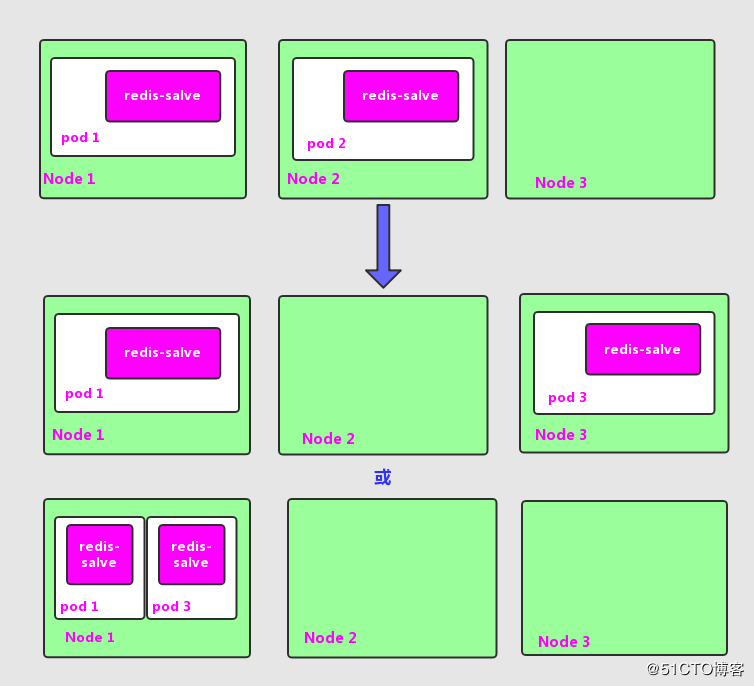 redis-salve
pod 1
Node 1
redis-salve
pod 2
Node 2
Node 3
redis-salve
pod 1
Node 1
Node 2
redis-salve
pod 3
Node 3
或
redis-
salve
pod 1
redis-
salve
pod 3
Node 1
Node 2
Node 3
@51CTO博客